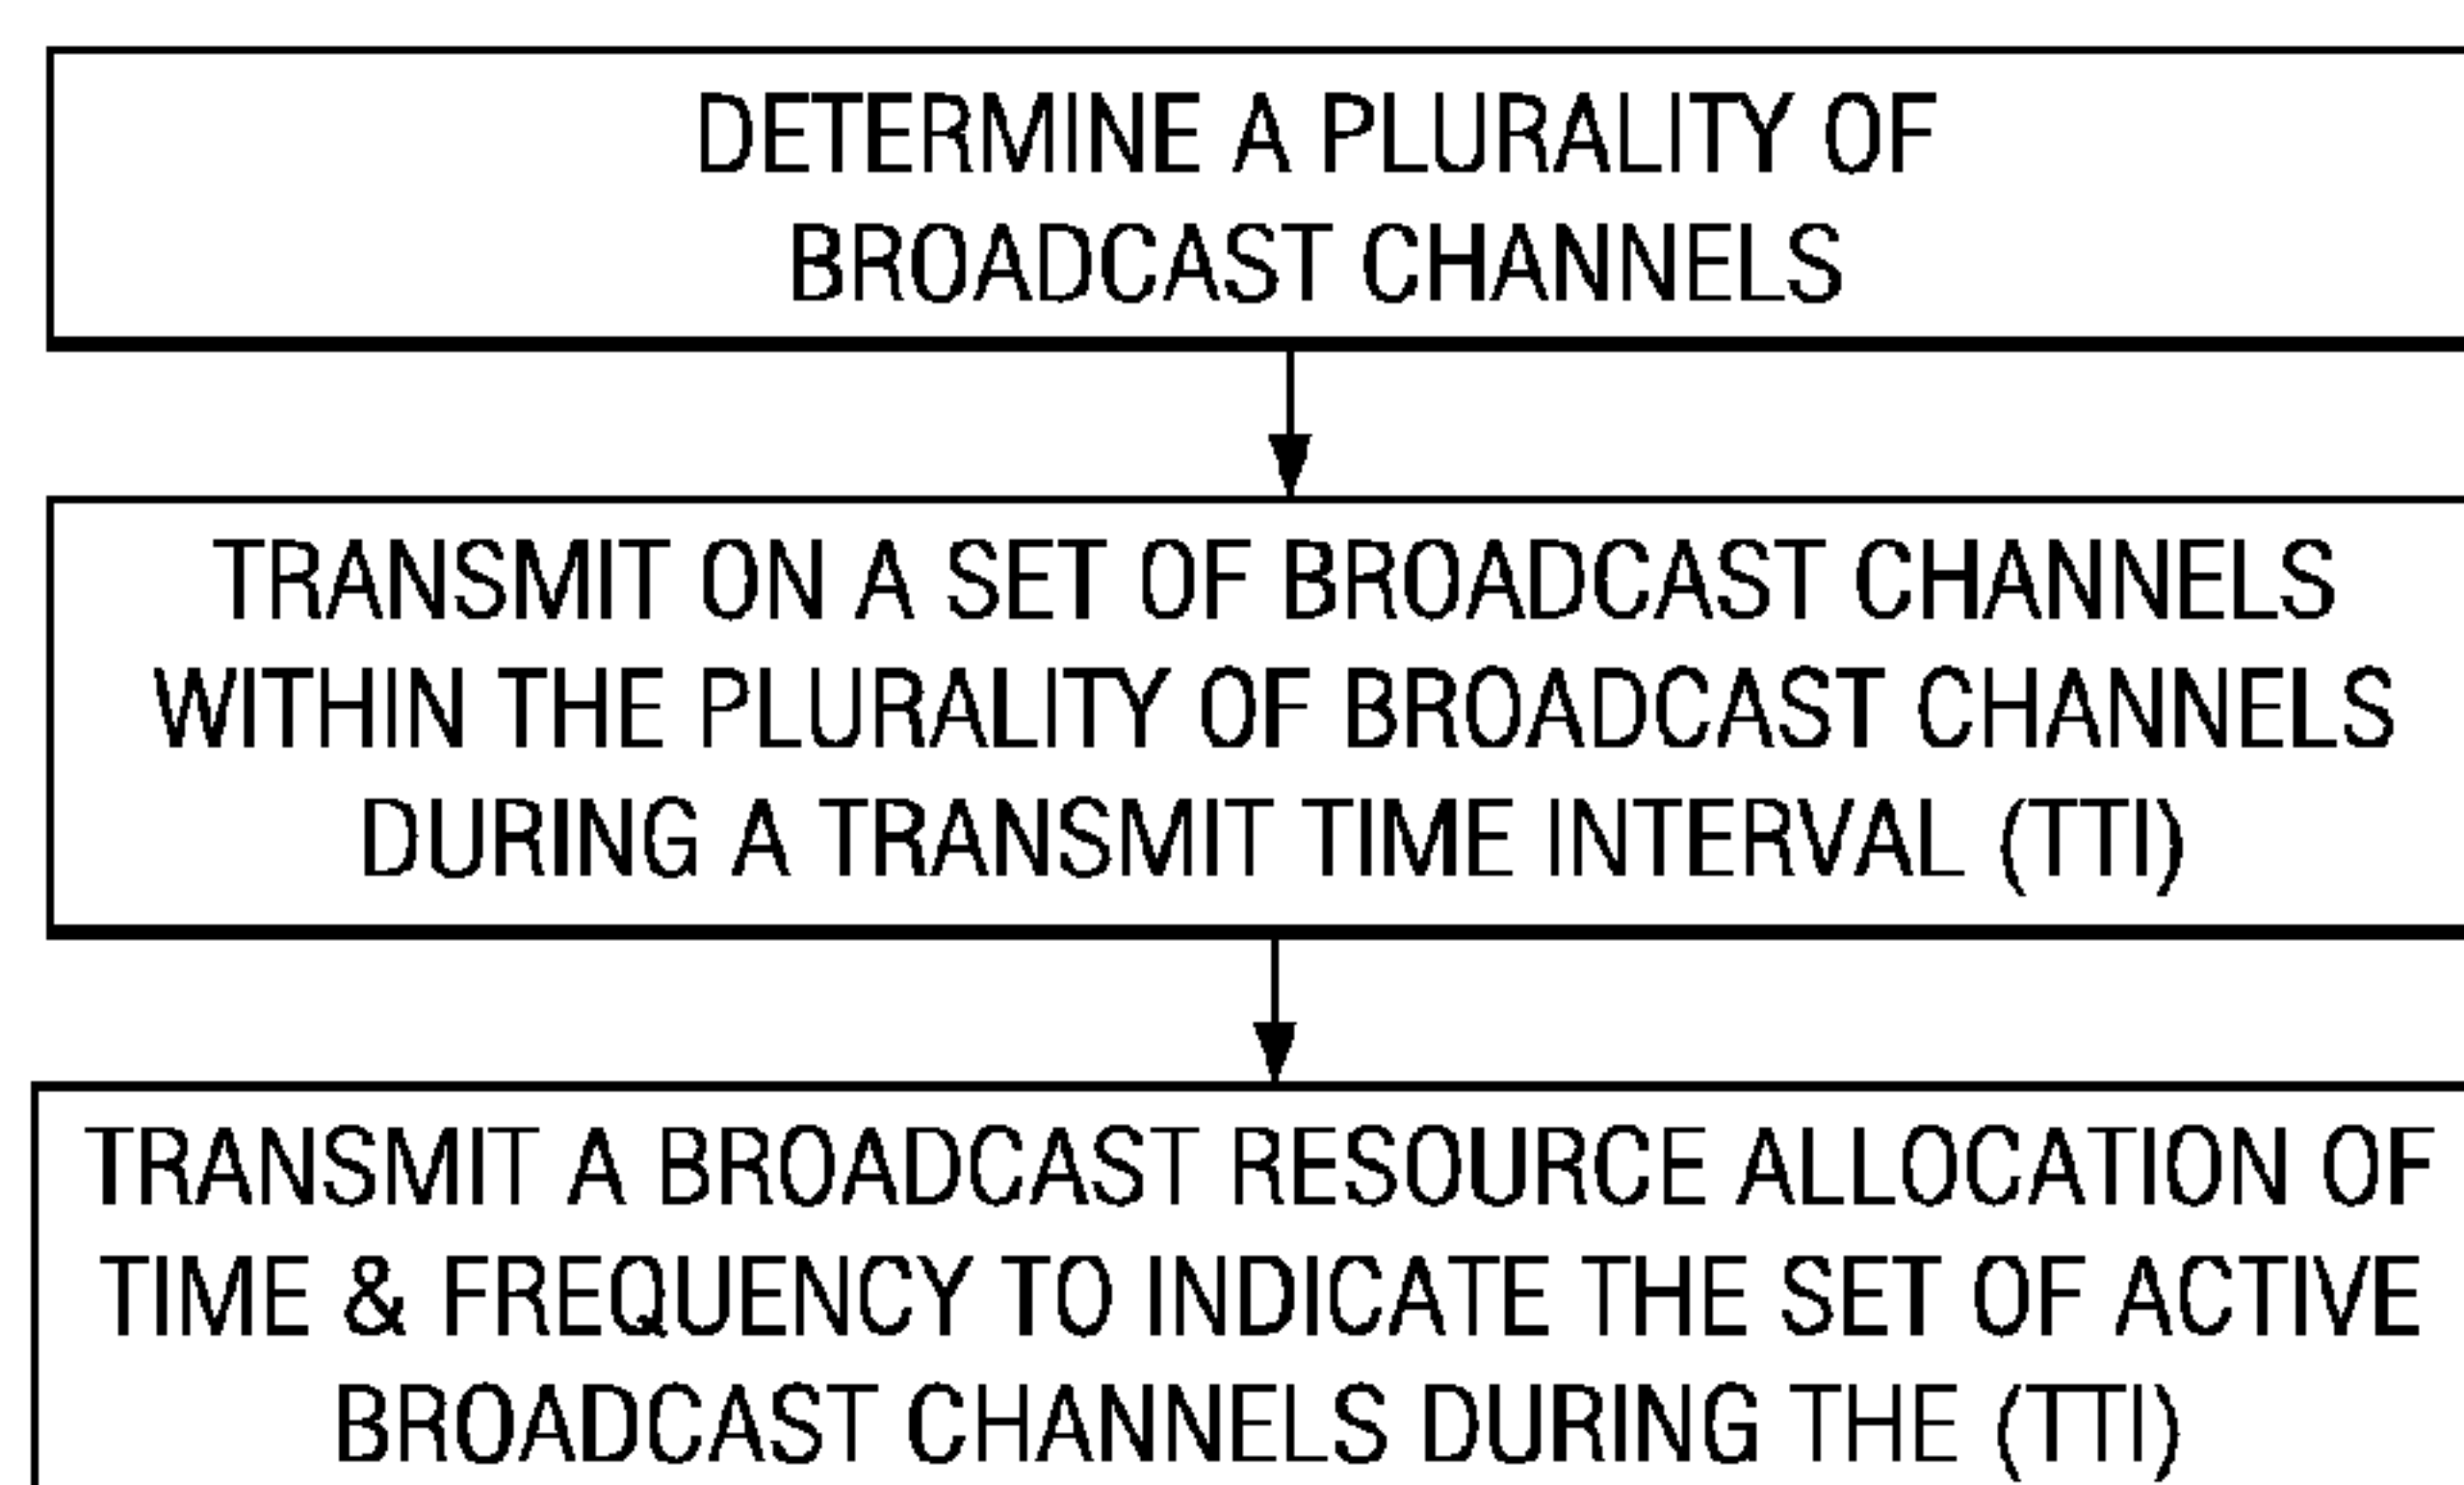 DETERMINE A PLURALITY OF
BROADCAST CHANNELS
TRANSMIT ON A SET OF BROADCAST CHANNELS
WITHIN THE PLURALITY OF BROADCAST CHANNELS
DURING A TRANSMIT TIME INTERVAL (TTI)
TRANSMIT A BROADCAST RESOURCE ALLOCATION OF
TIME & FREQUENCY TO INDICATE THE SET OF ACTIVE
BROADCAST CHANNELS DURING THE (TTI)